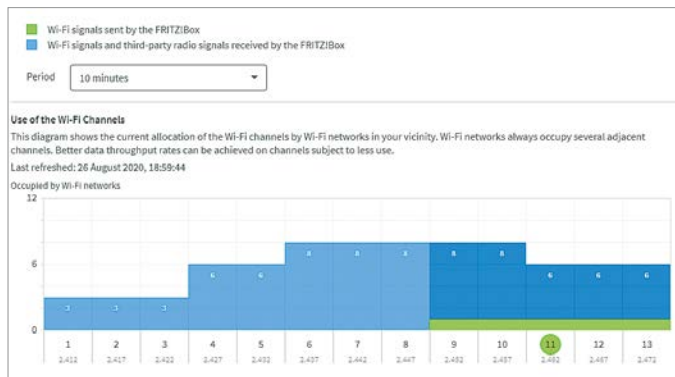 Wi-Fi signals sent by the FRITZ!Box
Wi-Fi signals and third-party radio signals received by the FRITZ!Box
Period 10 minutes
Use of the Wi-Fi Channels
This diagram shows the current allocation of the Wi-Fi channels by Wi-Fi networks in your vicinity. Wi-Fi networks always occupy several adjacent
channels. Better data throughput rates can be achieved on channels subject to less use.
Last refreshed: 26 August 2020, 18:59:44
Occupied by Wi-Fi networks
12
8 8 8 8 8
6 6 6 6 6 6
3 3 3
0
1 2 3 4 5 6 7 8 9 10 11 12 13
2,412 2,417 2,422 2,427 2,432 2,437 2,442 2,447 2,452 2,457 2,462 2,467 2,472